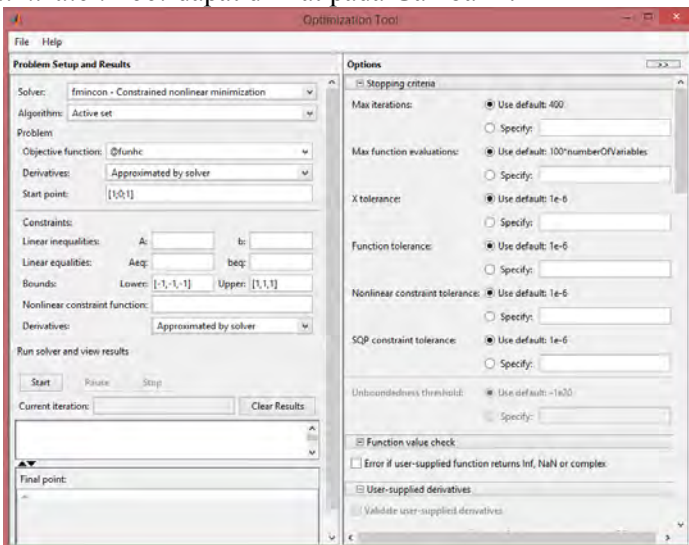 dapat dilihat pada Gambar
Optimization Tool
File Help
Problem Setup and Results
Solver: fmincon - Constrained nonlinear minimization
Algorithm: Active set
Problem
Objective function: @funhc
Derivatives: Approximated by solver
Start point: [1;0;1]
Constraints:
Linear inequalities: A: b:
Linear equalities: Aeq: beq:
Bounds: Lower: [-1,-1,-1] Upper: [1,1,1]
Nonlinear constraint function:
Derivatives: Approximated by solver
Run solver and view results
Start Pause Stop
Current iteration: Clear Results
Final point:
Options >>
Stopping criteria
Max iterations: Use default: 400
Specify:
Max function evaluations: Use default: 100*numberOfVariables
Specify:
X tolerance: Use default: 1e-6
Specify:
Function tolerance: Use default: 1e-6
Specify:
Nonlinear constraint tolerance: Use default: 1e-6
Specify:
SQP constraint tolerance: Use default: 1e-6
Specify:
Unboundedness threshold: Use default: -1e20
Specify:
Function value check
Error if user-supplied function returns Inf, NaN or complex
User-supplied derivatives
Validate user-supplied derivatives